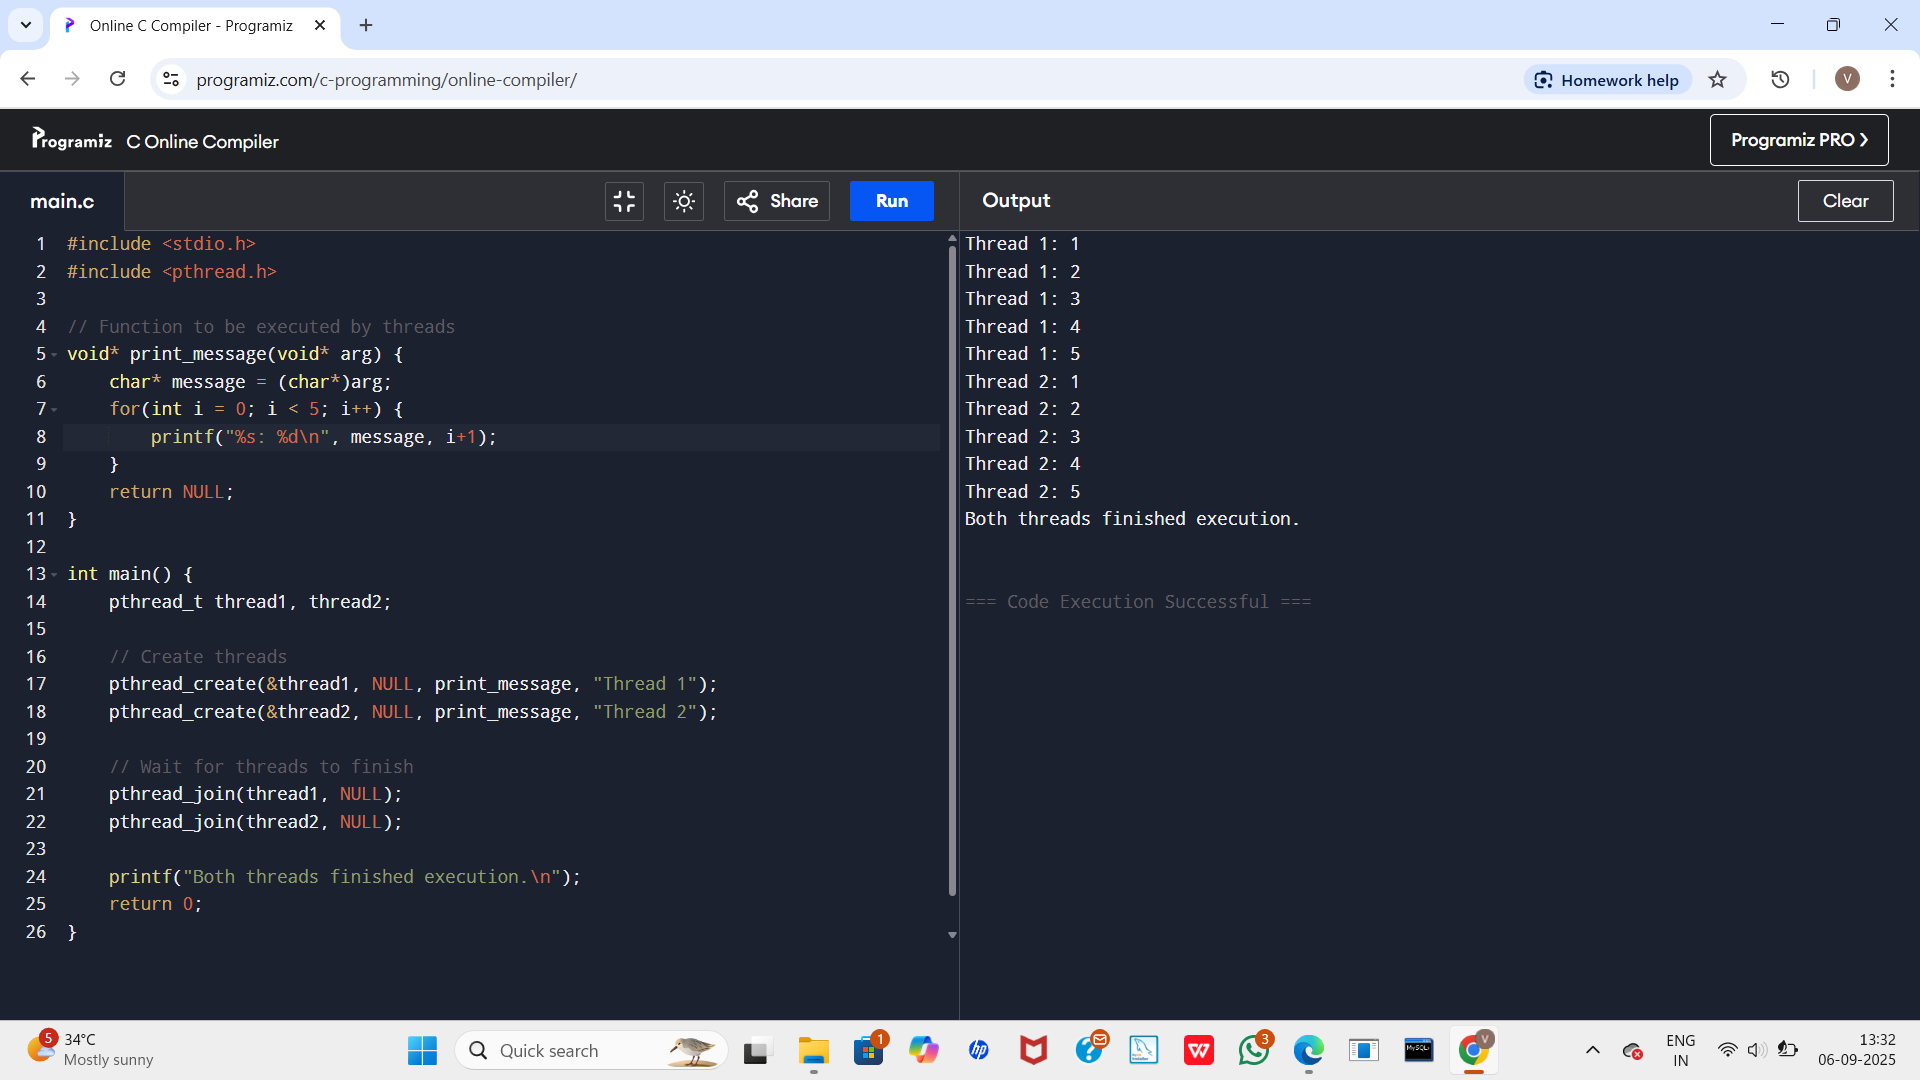 Online C Compiler - Programiz
programiz.com/c-programming/online-compiler/
Homework help
V
Programiz C Online Compiler
Programiz PRO
main.c
Share
Run
Output
Clear
1 #include <stdio.h>
2 #include <pthread.h>
3
4 // Function to be executed by threads
5 void* print_message(void* arg) {
6 char* message = (char*)arg;
7 for(int i = 0; i < 5; i++) {
8 printf("%s: %d\n", message, i+1);
9 }
10 return NULL;
11 }
12
13 int main() {
14 pthread_t thread1, thread2;
15
16 // Create threads
17 pthread_create(&thread1, NULL, print_message, "Thread 1");
18 pthread_create(&thread2, NULL, print_message, "Thread 2");
19
20 // Wait for threads to finish
21 pthread_join(thread1, NULL);
22 pthread_join(thread2, NULL);
23
24 printf("Both threads finished execution.\n");
25 return 0;
26 }
Thread 1: 1
Thread 1: 2
Thread 1: 3
Thread 1: 4
Thread 1: 5
Thread 2: 1
Thread 2: 2
Thread 2: 3
Thread 2: 4
Thread 2: 5
Both threads finished execution.
=== Code Execution Successful ===
5
34°C
Mostly sunny
Quick search
1
hp
W
3
MySQL
V
ENG
IN
13:32
06-09-2025